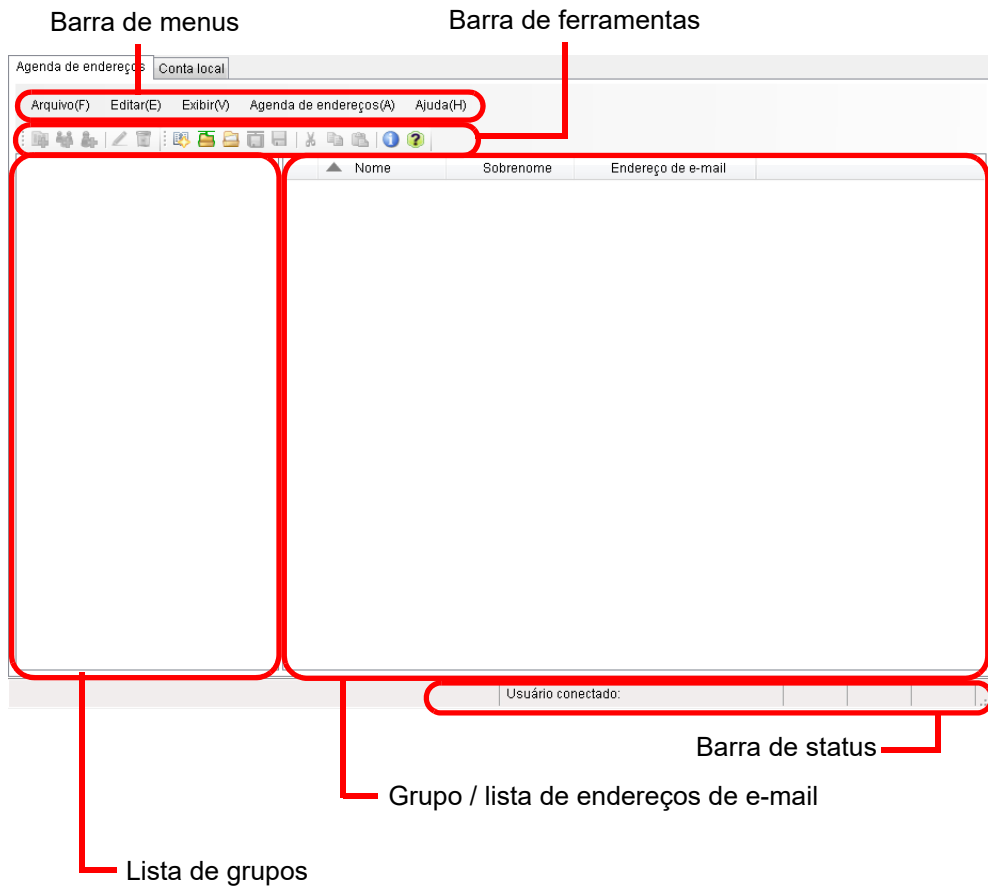 Barra de menus
Barra de ferramentas
Agenda de endereços
Conta local
Arquivo(F) Editar(E) Exibir(V) Agenda de endereços(A) Ajuda(H)
Nome Sobrenome Endereço de e-mail
Usuário conectado:
Barra de status
Grupo / lista de endereços de e-mail
Lista de grupos